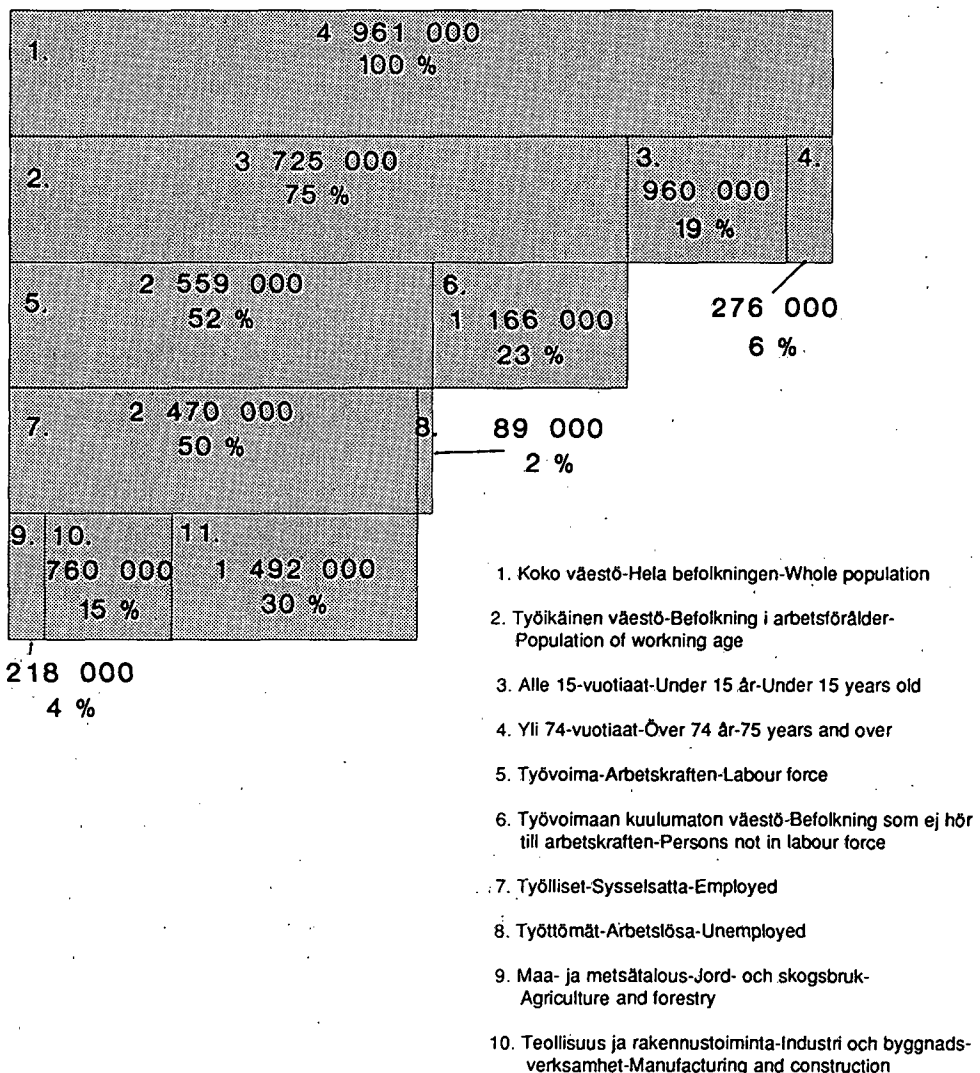 1.
4 961 000
100 %
2.
3 725 000
75 %
3.
960 000
19 %
4.
276 000
6 %
5.
2 559 000
52 %
6.
1 166 000
23 %
7.
2 470 000
50 %
8.
89 000
2 %
9.
218 000
4 %
10.
760 000
15 %
11.
1 492 000
30 %
1. Koko väestö-Hela befolkningen-Whole population
2. Työikäinen väestö-Befolkning i arbetsförålder-
Population of workning age
3. Alle 15-vuotiaat-Under 15 år-Under 15 years old
4. Yli 74-vuotiaat-Över 74 år-75 years and over
5. Työvoima-Arbetskraften-Labour force
6. Työvoimaan kuulumaton väestö-Befolkning som ej hör
till arbetskraften-Persons not in labour force
7. Työlliset-Sysselsatta-Employed
8. Työttömät-Arbetslösa-Unemployed
9. Maa- ja metsätalous-Jord- och skogsbruk-
Agriculture and forestry
10. Teollisuus ja rakennustoiminta-Industri och byggnads-
verksamhet-Manufacturing and construction